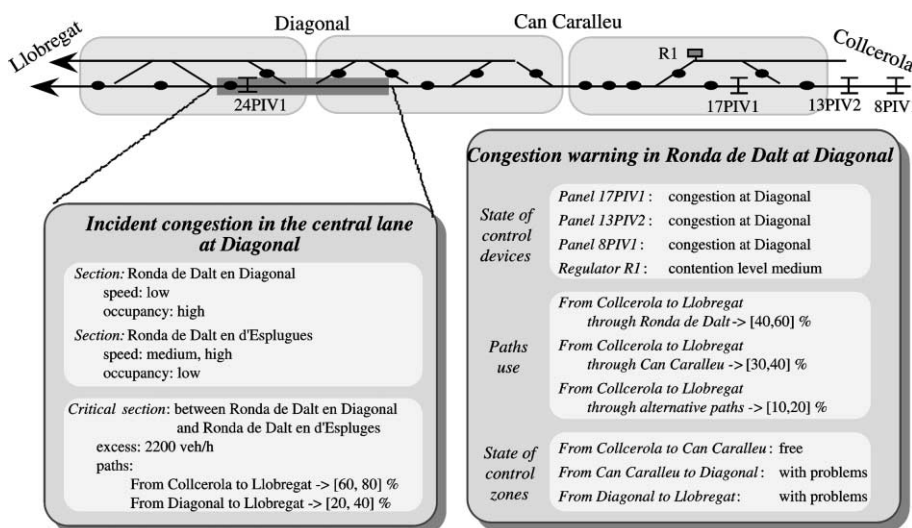 Diagonal
Can Caralleu
Llobregat
Collcerola
R1
24PIV1
17PIV1
13PIV2
8PIV1
Incident congestion in the central lane
at Diagonal
Section: Ronda de Dalt en Diagonal
speed: low
occupancy: high
Section: Ronda de Dalt en d'Esplugues
speed: medium, high
occupancy: low
Critical section: between Ronda de Dalt en Diagonal
and Ronda de Dalt en d'Espluges
excess: 2200 veh/h
paths:
From Collcerola to Llobregat -> [60, 80] %
From Diagonal to Llobregat -> [20, 40] %
Congestion warning in Ronda de Dalt at Diagonal
State of
control
devices
Panel 17PIV1 : congestion at Diagonal
Panel 13PIV2 : congestion at Diagonal
Panel 8PIV1 : congestion at Diagonal
Regulator R1 : contention level medium
Paths
use
From Collcerola to Llobregat
through Ronda de Dalt -> [40,60] %
From Collcerola to Llobregat
through Can Caralleu -> [30,40] %
From Collcerola to Llobregat
through alternative paths -> [10,20] %
State of
control
zones
From Collcerola to Can Caralleu : free
From Can Caralleu to Diagonal : with problems
From Diagonal to Llobregat : with problems